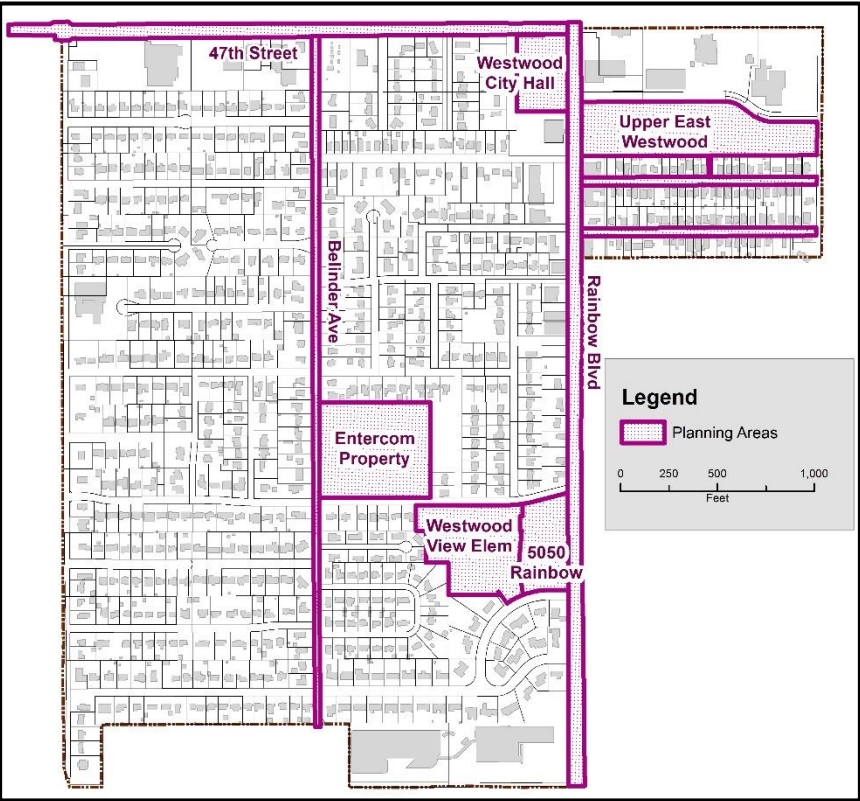 47th Street
Westwood
City Hall
Upper East
Westwood
Belinder Ave
Rainbow Blvd
Legend
Planning Areas
0 250 500 1,000
Feet
Entercom
Property
Westwood
View Elem
5050
Rainbow